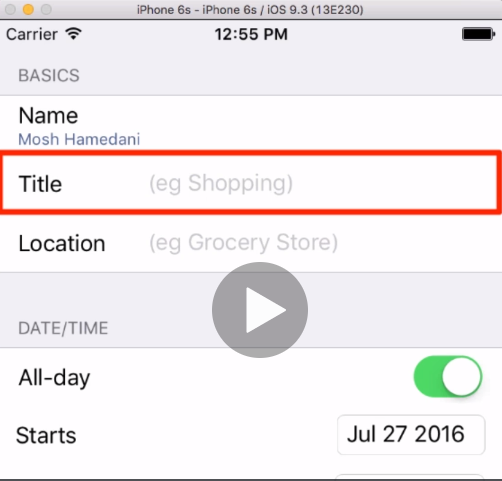 iPhone 6s - iPhone 6s / iOS 9.3 (13E230)
Carrier 12:55 PM
BASICS
Name
Mosh Hamedani
Title (eg Shopping)
Location (eg Grocery Store)
DATE/TIME
All-day
Starts Jul 27 2016